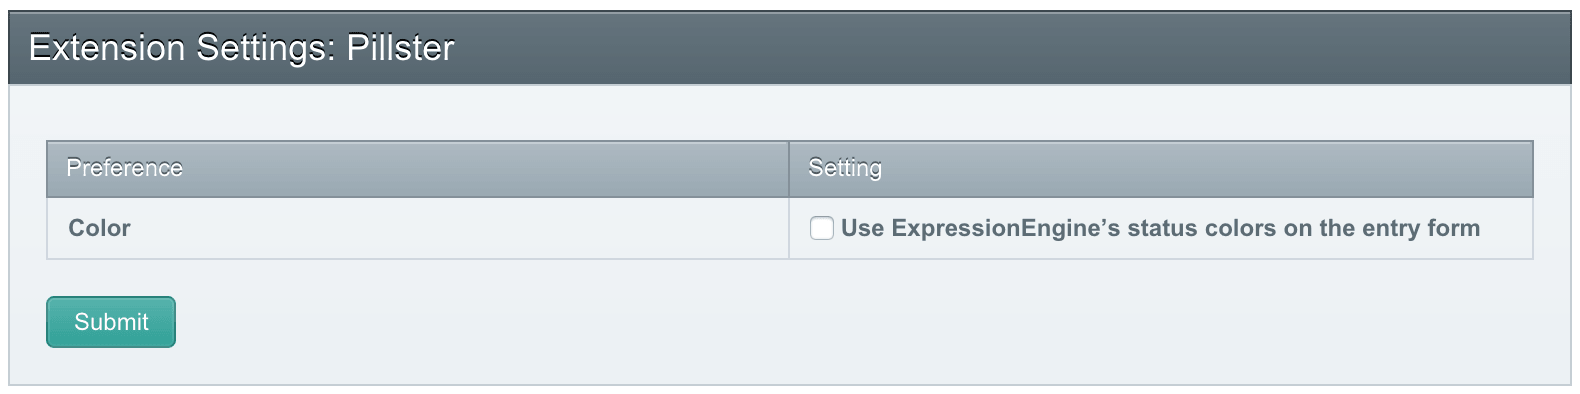 Extension Settings: Pillster
Preference
Setting
Color
Use ExpressionEngine’s status colors on the entry form
Submit